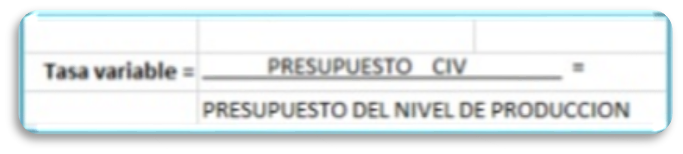 Tasa variable = PRESUPUESTO CIV =
PRESUPUESTO DEL NIVEL DE PRODUCCION